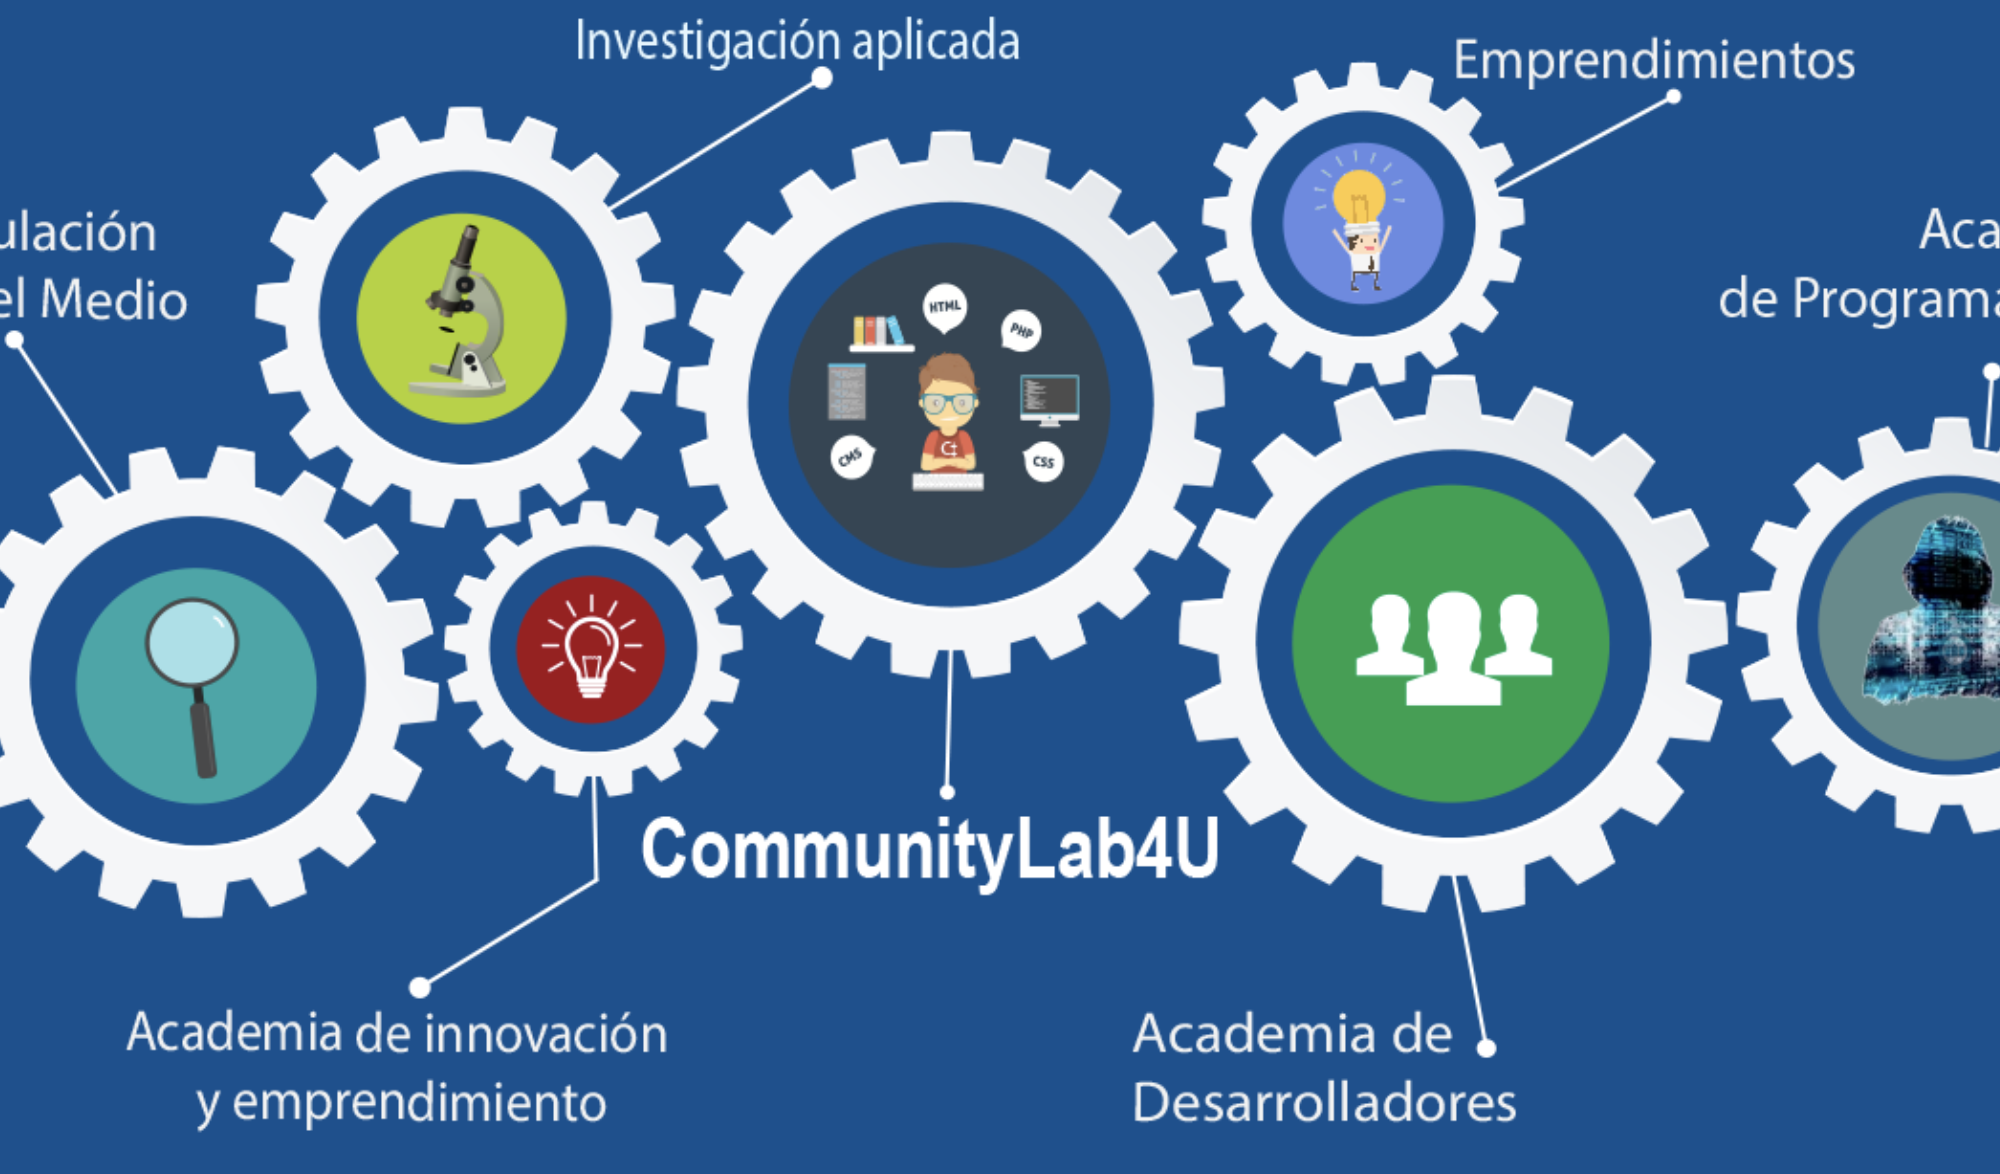 Investigación aplicada
Emprendimientos
ulación
el Medio
Aca
de Programa
HTML
PHP
CMS
CSS
CommunityLab4U
Academia de innovación
y emprendimiento
Academia de
Desarrolladores